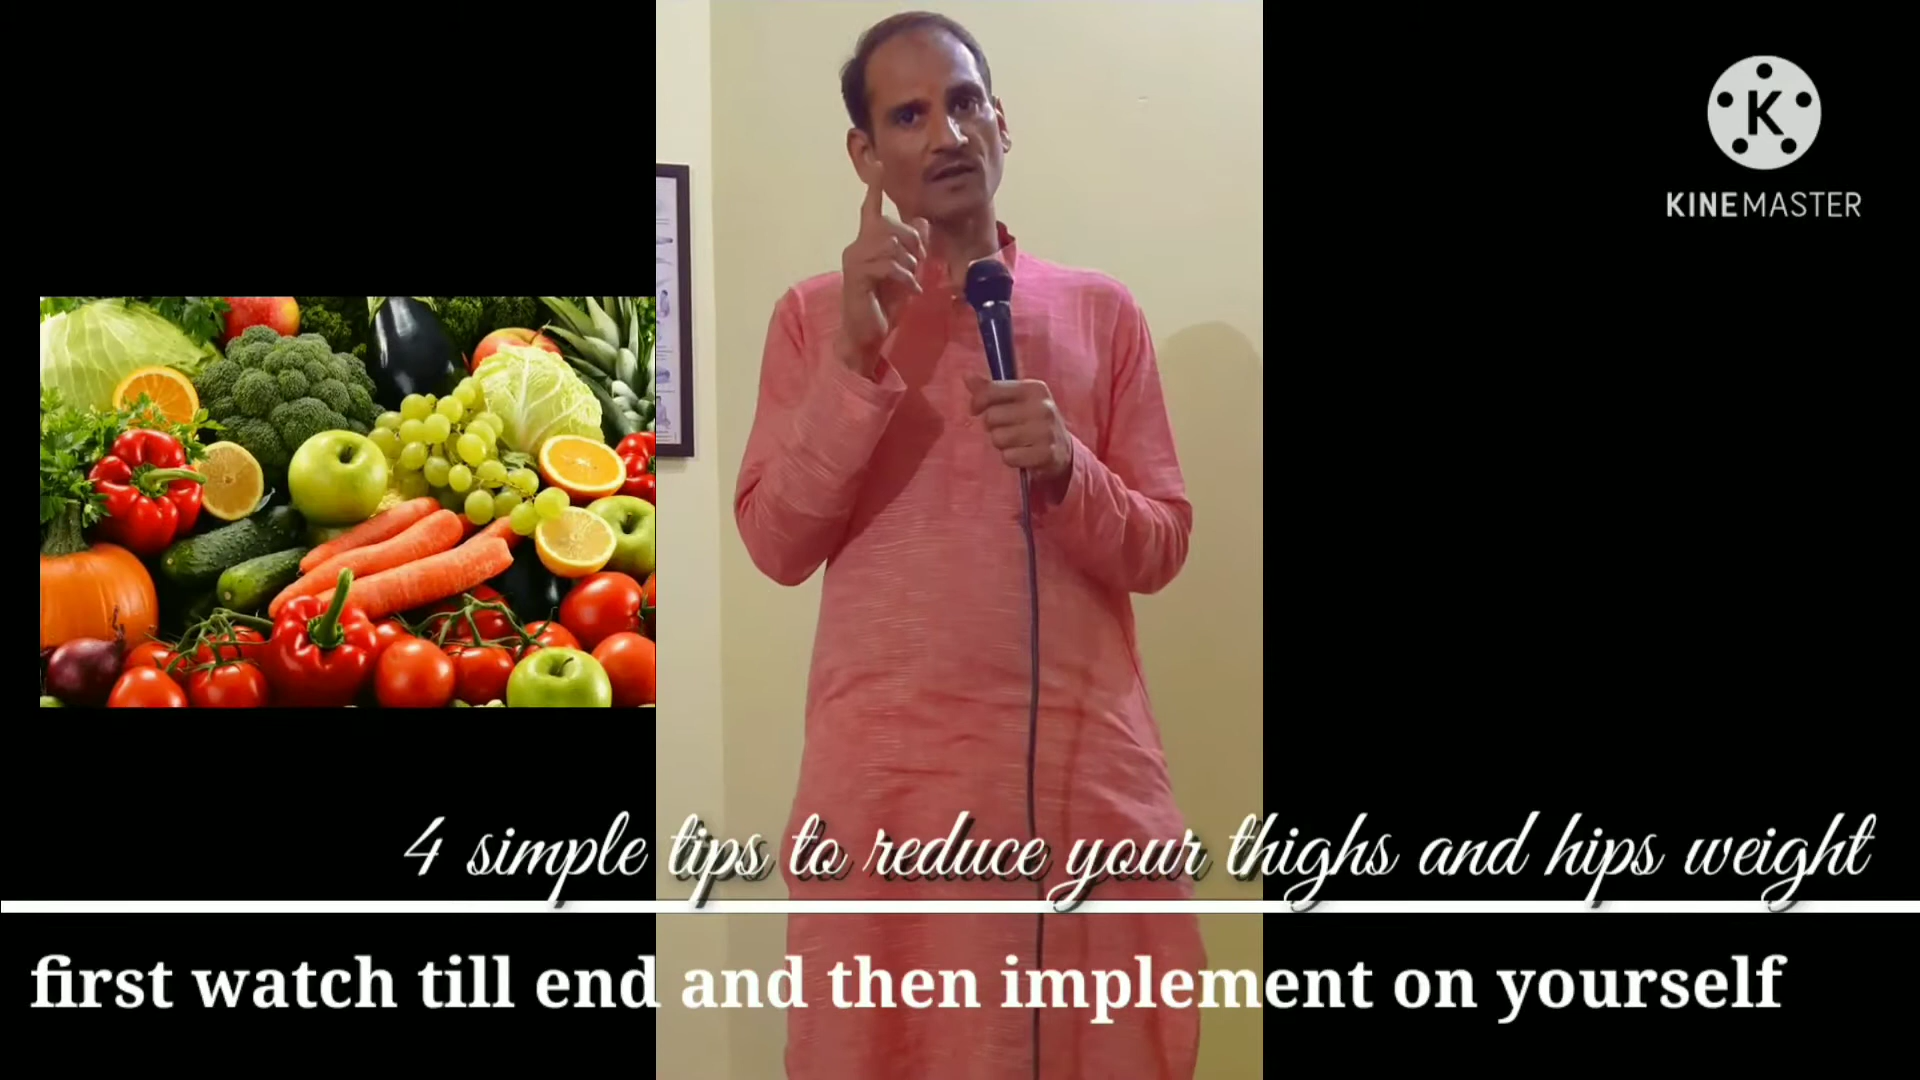 K
KINEMASTER
4 simple tips to reduce your thighs and hips weight
first watch till end and then implement on yourself